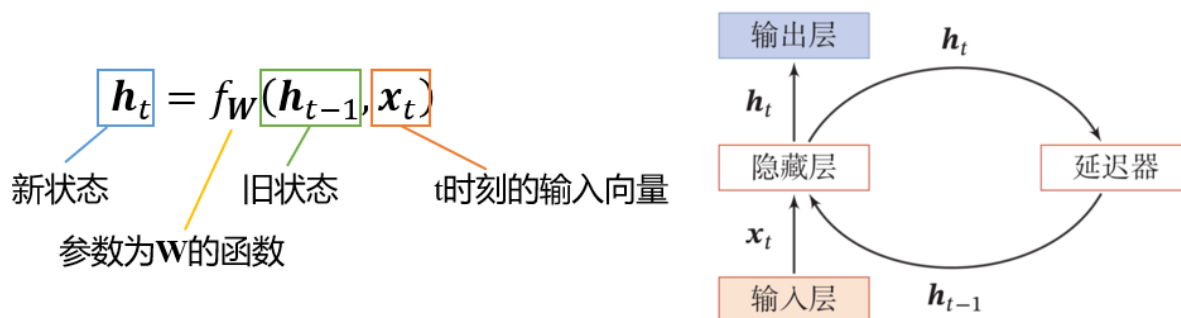 h_t = f_W(h_{t-1}, x_t)
新状态
旧状态
t时刻的输入向量
参数为W的函数
输出层
h_t
h_t
隐藏层
延迟器
x_t
h_{t-1}
输入层